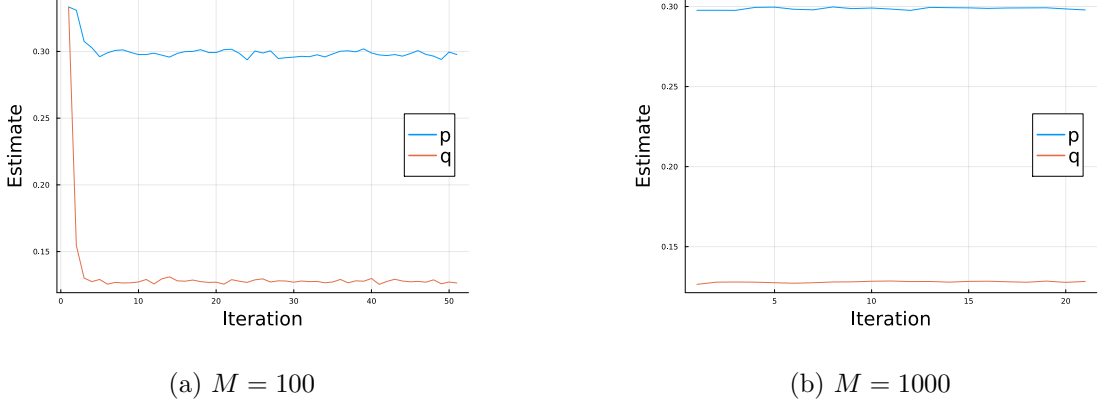 0.30
0.25
0.20
0.15
Estimate
p
q
0 10 20 30 40 50
Iteration
(a) M = 100
0.30
0.25
0.20
0.15
Estimate
p
q
5 10 15 20
Iteration
(b) M = 1000